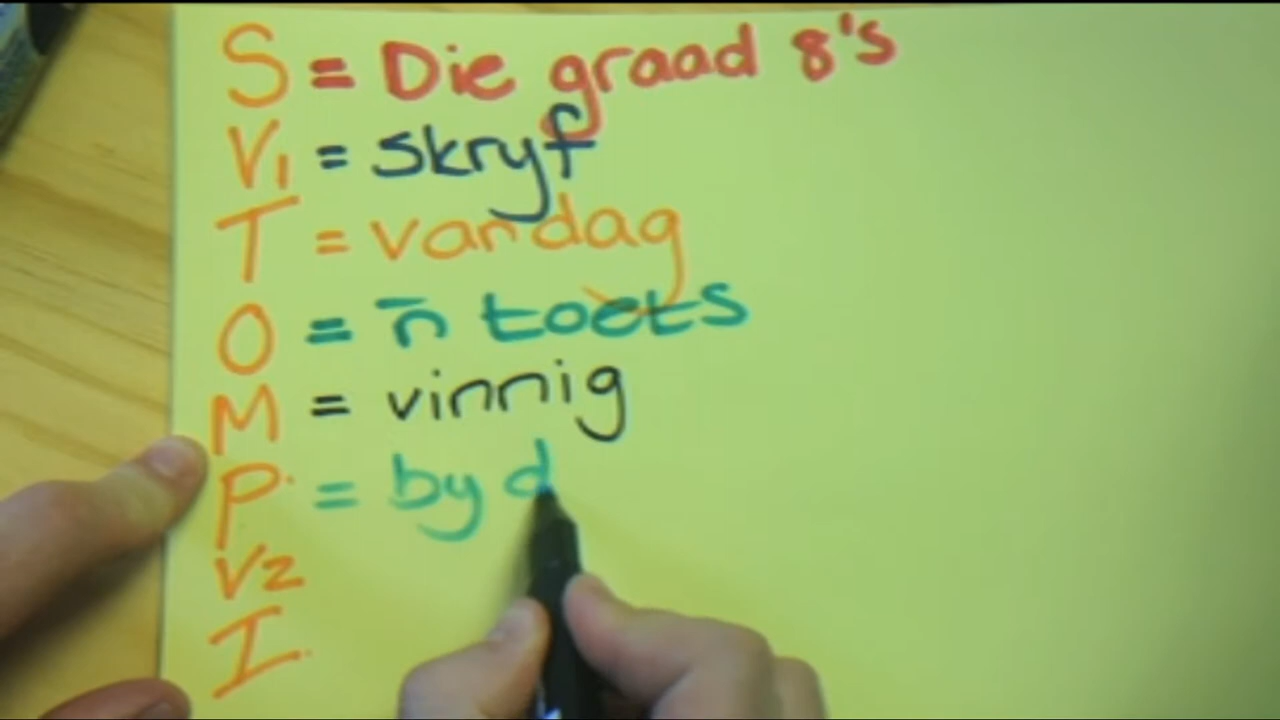 S = Die graad 8's
V1 = skryf
T = vandag
O = n̄ toets
M = vinnig
P = by d
V2
I